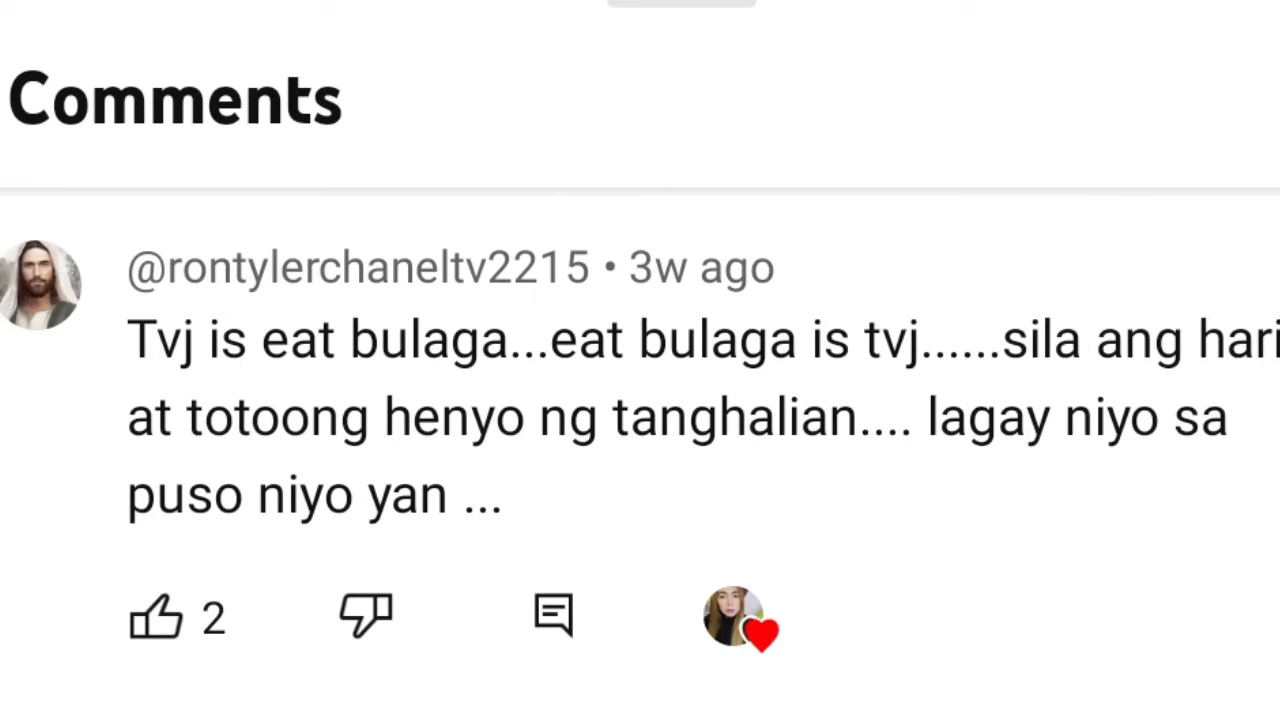 Comments
@rontylerchaneltv2215 • 3w ago
Tvj is eat bulaga...eat bulaga is tvj......sila ang hari
at totoong henyo ng tanghalian.... lagay niyo sa
puso niyo yan ...
2